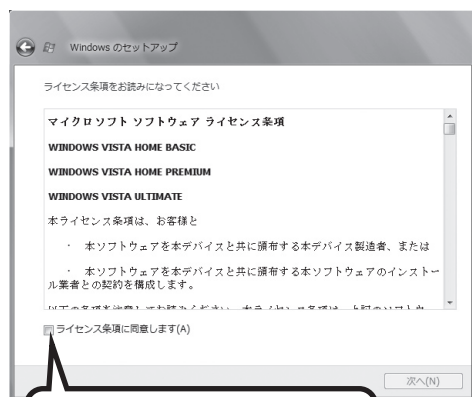 Windows のセットアップ
ライセンス条項をお読みになってください
マイクロソフト ソフトウェア ライセンス条項
WINDOWS VISTA HOME BASIC
WINDOWS VISTA HOME PREMIUM
WINDOWS VISTA ULTIMATE
本ライセンス条項は、お客様と
· 本ソフトウェアを本デバイスと共に頒布する本デバイス製造者、または
· 本ソフトウェアを本デバイスと共に頒布する本ソフトウェアのインストー
ル業者との契約を構成します。
ライセンス条項に同意します(A)
次へ(N)